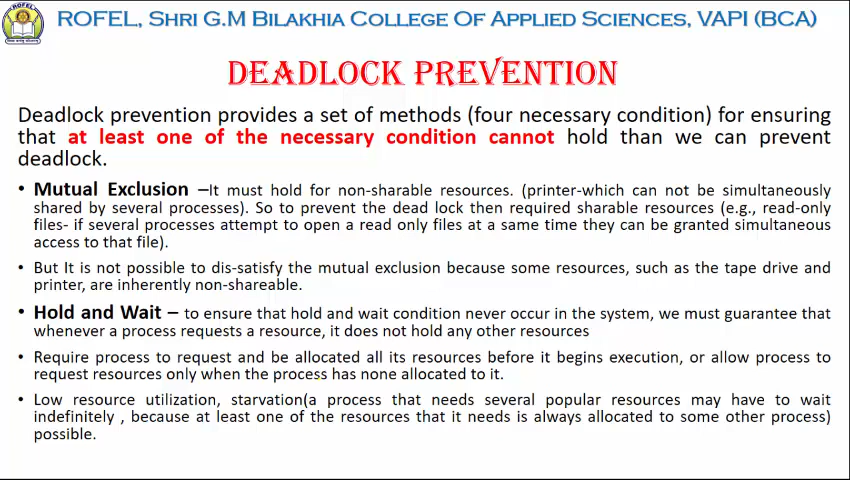 ROFEL
ROFEL, SHRI G.M BILAKHIA COLLEGE OF APPLIED SCIENCES, VAPI (BCA)
DEADLOCK PREVENTION
Deadlock prevention provides a set of methods (four necessary condition) for ensuring
that at least one of the necessary condition cannot hold than we can prevent
deadlock.
• Mutual Exclusion –It must hold for non-sharable resources. (printer-which can not be simultaneously
shared by several processes). So to prevent the dead lock then required sharable resources (e.g., read-only
files- if several processes attempt to open a read only files at a same time they can be granted simultaneous
access to that file).
• But It is not possible to dis-satisfy the mutual exclusion because some resources, such as the tape drive and
printer, are inherently non-shareable.
• Hold and Wait – to ensure that hold and wait condition never occur in the system, we must guarantee that
whenever a process requests a resource, it does not hold any other resources
• Require process to request and be allocated all its resources before it begins execution, or allow process to
request resources only when the process has none allocated to it.
• Low resource utilization, starvation(a process that needs several popular resources may have to wait
indefinitely , because at least one of the resources that it needs is always allocated to some other process)
possible.